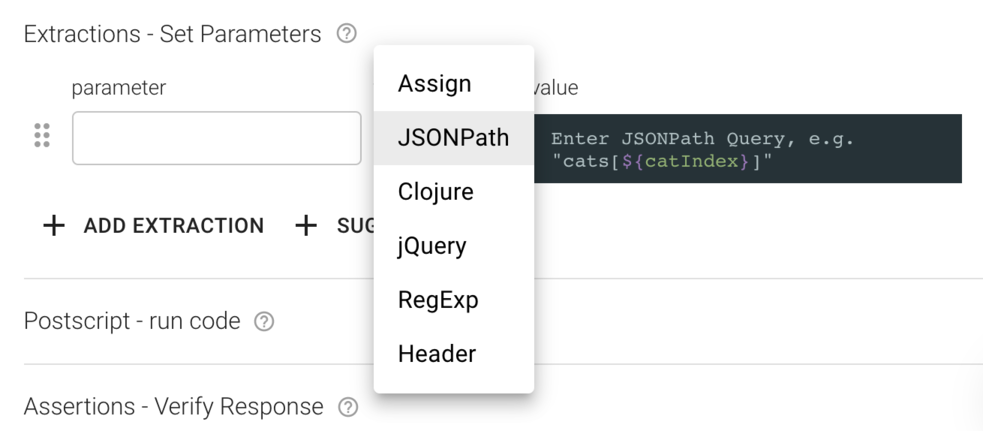 Extractions - Set Parameters ?
parameter
value
Assign
JSONPath
Clojure
jQuery
RegExp
Header
Enter JSONPath Query, e.g.
"cats[${catIndex}]"
+ ADD EXTRACTION + SUG
Postscript - run code ?
Assertions - Verify Response ?